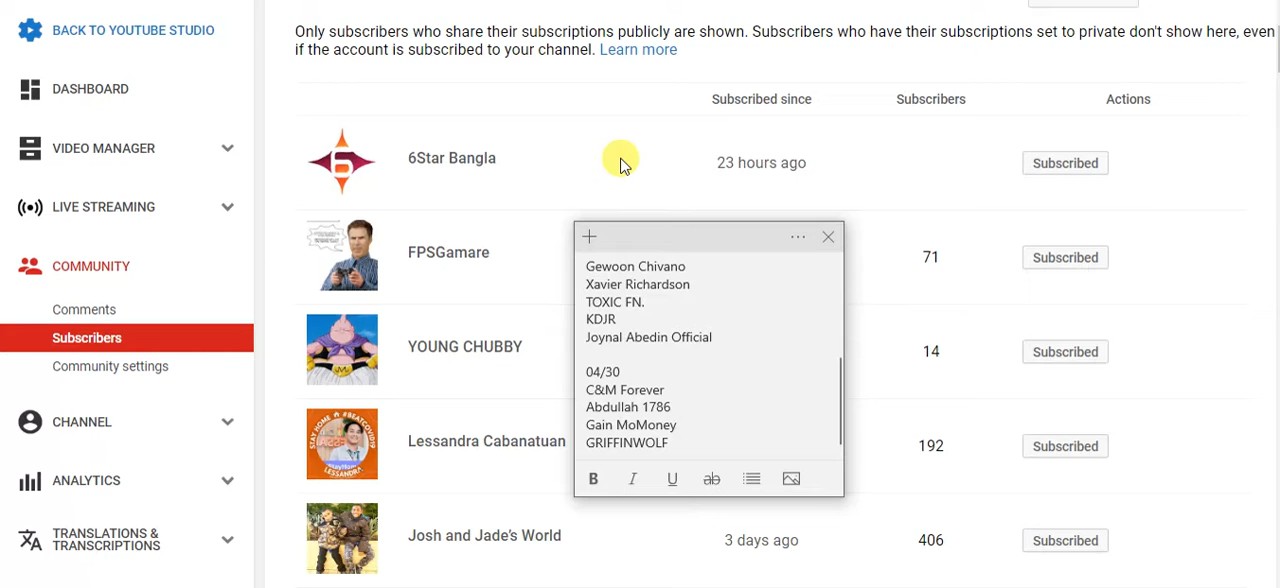 BACK TO YOUTUBE STUDIO
DASHBOARD
VIDEO MANAGER
LIVE STREAMING
COMMUNITY
Comments
Subscribers
Community settings
CHANNEL
ANALYTICS
TRANSLATIONS &
TRANSCRIPTIONS
Only subscribers who share their subscriptions publicly are shown. Subscribers who have their subscriptions set to private don't show here, even
if the account is subscribed to your channel. Learn more
Subscribed since Subscribers Actions
6Star Bangla 23 hours ago Subscribed
FPSGamare 71 Subscribed
YOUNG CHUBBY 14 Subscribed
Lessandra Cabanatuan 192 Subscribed
Josh and Jade's World 3 days ago 406 Subscribed
Gewoon Chivano
Xavier Richardson
TOXIC FN.
KDJR
Joynal Abedin Official
04/30
C&M Forever
Abdullah 1786
Gain MoMoney
GRIFFINWOLF
B I U ab